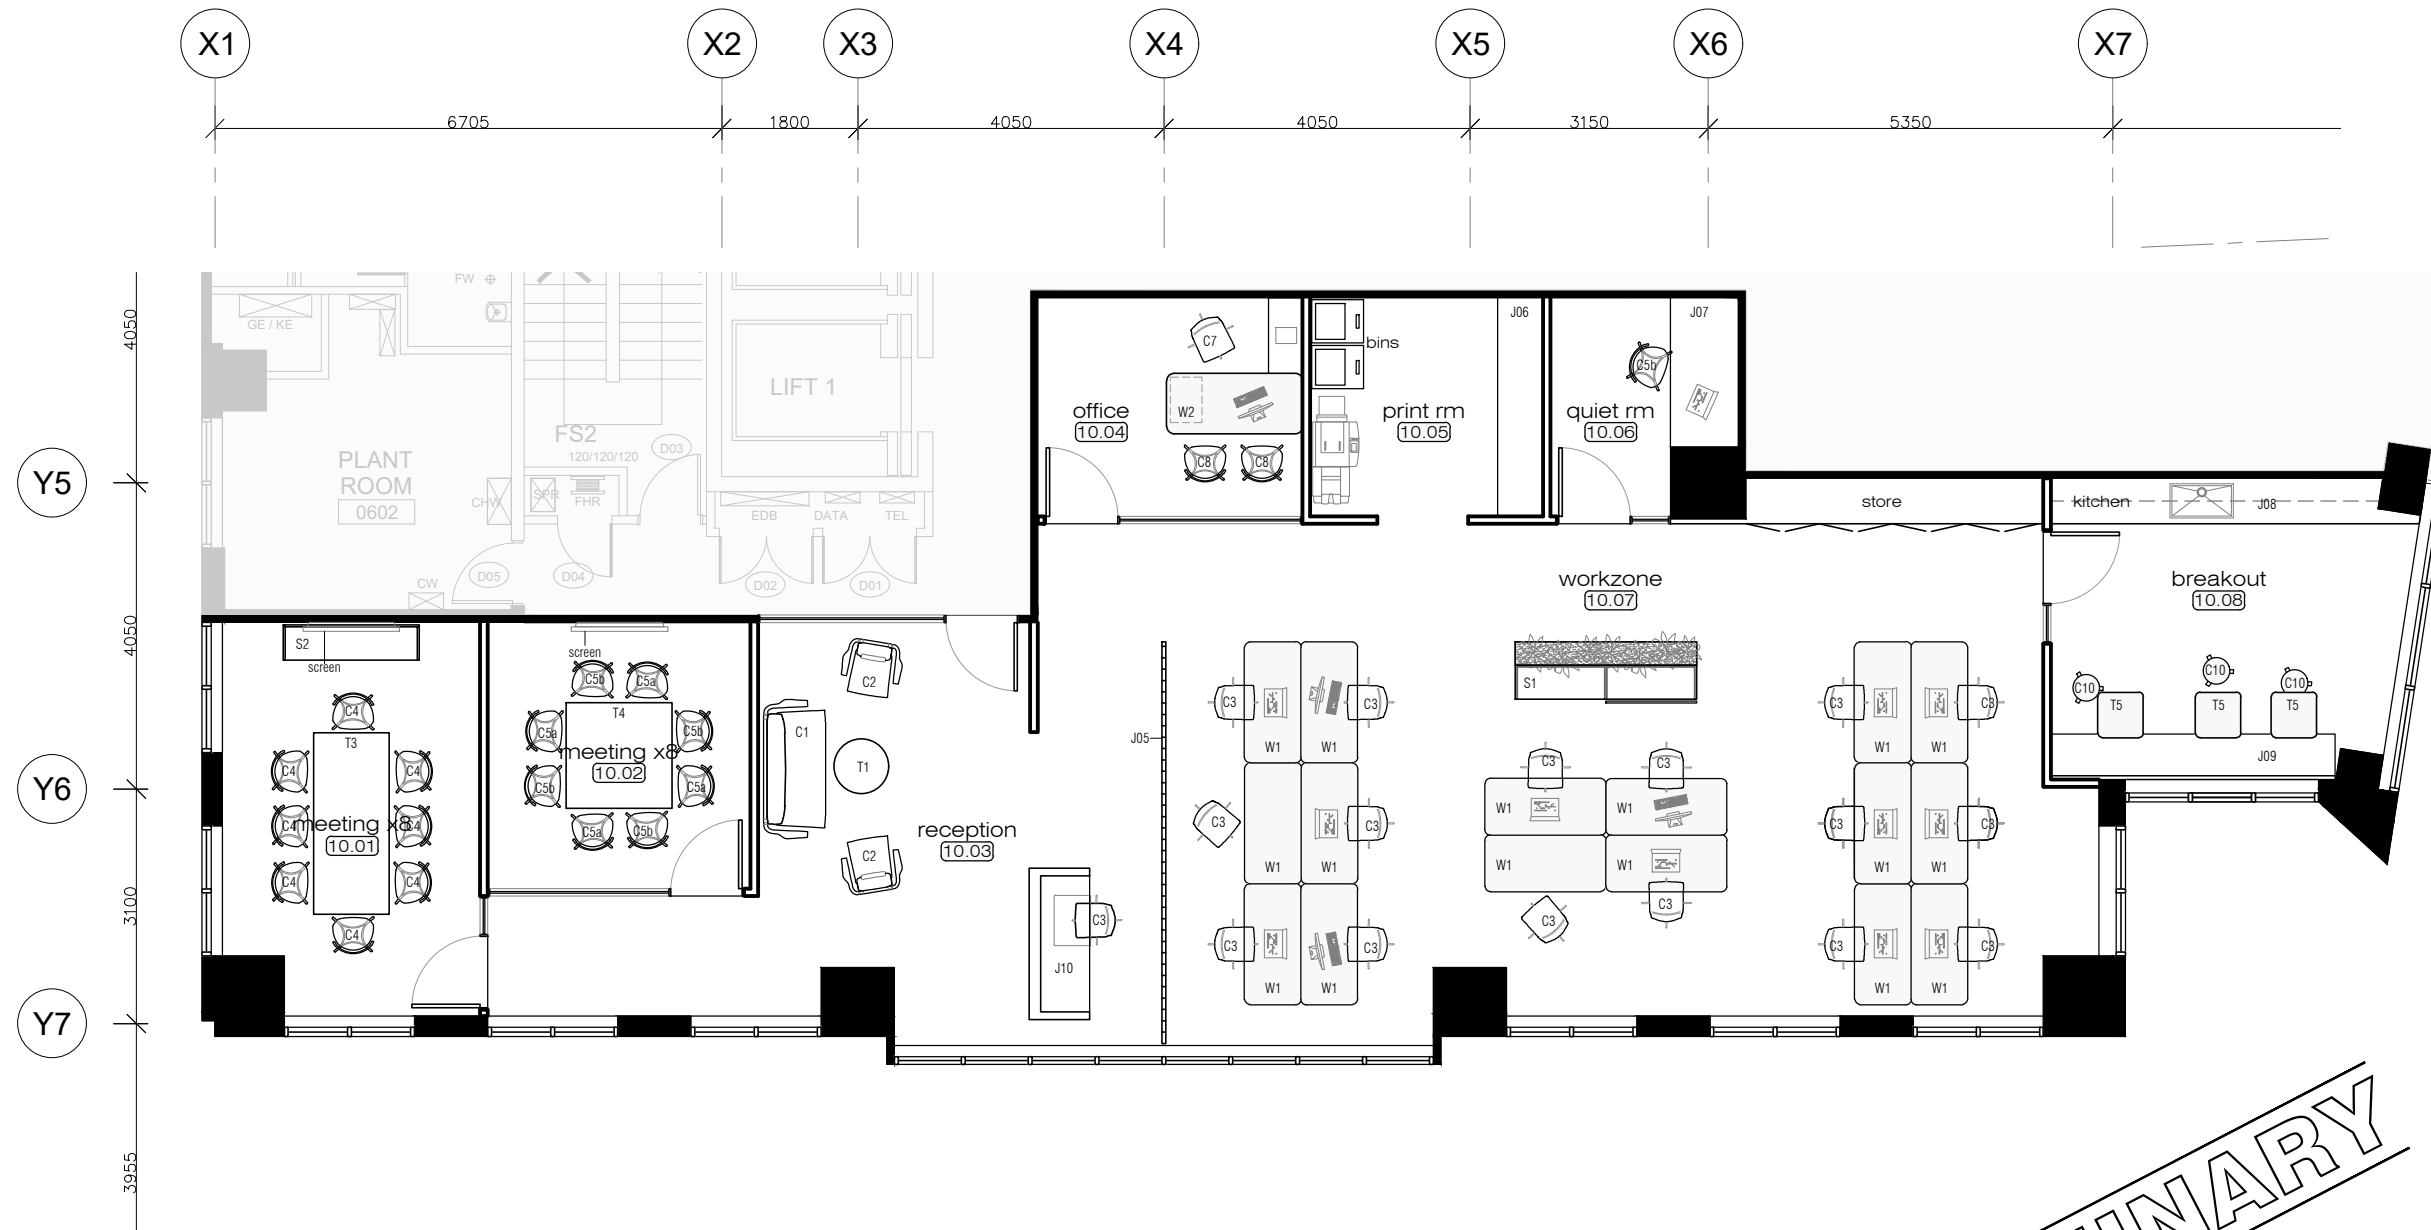 X1 X2 X3 X4 X5 X6 X7
6705 1800 4050 4050 3150 5350
4050
Y5
4050
Y6
3100
Y7
3955
FW
GE / KE
PLANT
ROOM
0602
FS2
120/120/120
D03
LIFT 1
CHW
SPR
FHR
EDB DATA TEL
CW
D05
D04
D02
D01
C7
W2
office
10.04
C8 C8
bins
J06
print rm
10.05
J07
C5b
quiet rm
10.06
store
kitchen
J08
workzone
10.07
breakout
10.08
S2
screen
C4
T3
C4 C4
C4 C4
meeting x8
10.01
C4 C4
C4
screen
C5b C5a
T4
C5a C5b
meeting x8
10.02
C5b C5a
C5a C5b
C2
C1
T1
C2
reception
10.03
C3
J10
J05
C3 C3
W1 W1
C3 C3
W1 W1
C3 C3
W1 W1
S1
C3 C3
W1 W1
W1 W1
C3 C3
C3 C3
W1 W1
C3 C3
W1 W1
C3 C3
W1 W1
C10 C10 C10
T5 T5 T5
J09